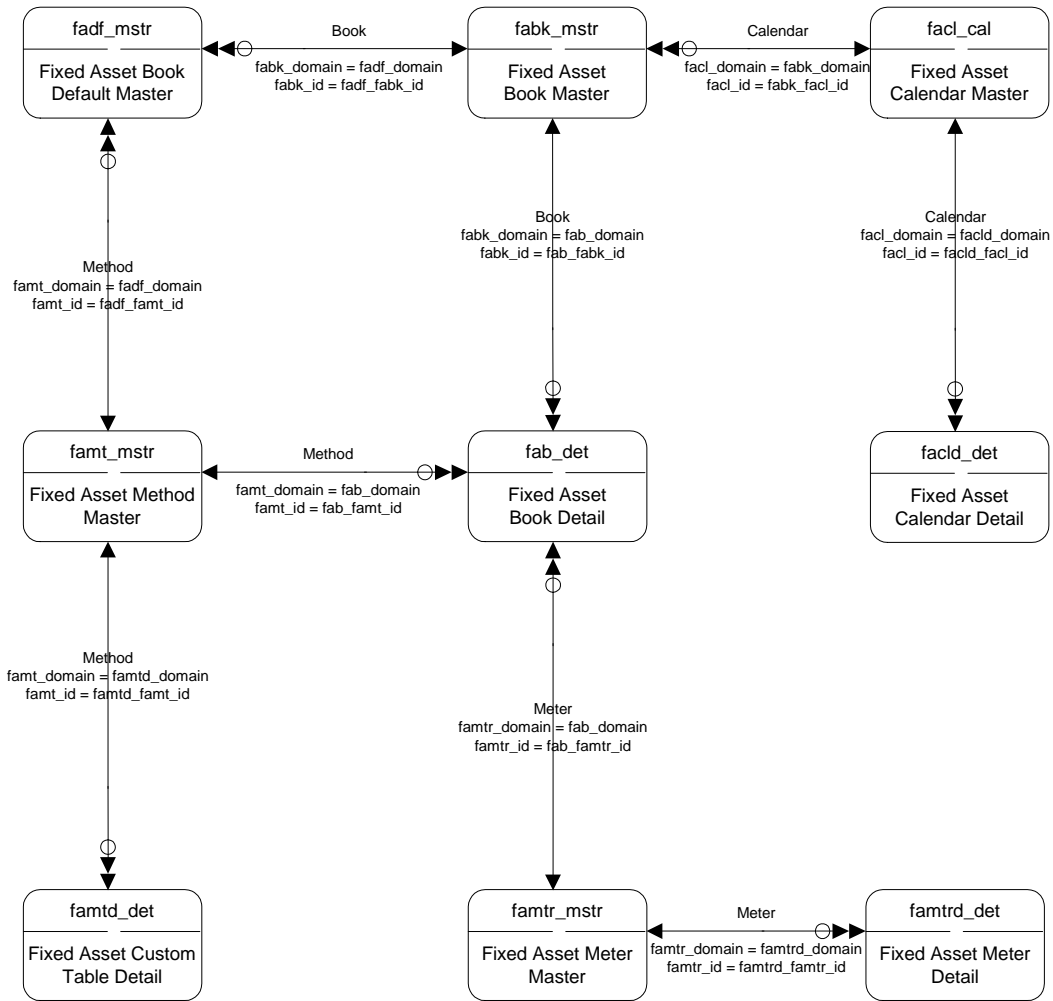 fadf_mstr
Fixed Asset Book
Default Master
Book
fabk_domain = fadf_domain
fabk_id = fadf_fabk_id
fabk_mstr
Fixed Asset
Book Master
Calendar
facl_domain = fabk_domain
facl_id = fabk_facl_id
facl_cal
Fixed Asset
Calendar Master
Method
famt_domain = fadf_domain
famt_id = fadf_famt_id
Book
fabk_domain = fab_domain
fabk_id = fab_fabk_id
Calendar
facl_domain = facld_domain
facl_id = facld_facl_id
famt_mstr
Fixed Asset Method
Master
Method
famt_domain = fab_domain
famt_id = fab_famt_id
fab_det
Fixed Asset
Book Detail
facld_det
Fixed Asset
Calendar Detail
Method
famt_domain = famtd_domain
famt_id = famtd_famt_id
Meter
famtr_domain = fab_domain
famtr_id = fab_famtr_id
famtd_det
Fixed Asset Custom
Table Detail
famtr_mstr
Fixed Asset Meter
Master
Meter
famtr_domain = famtrd_domain
famtr_id = famtrd_famtr_id
famtrd_det
Fixed Asset Meter
Detail